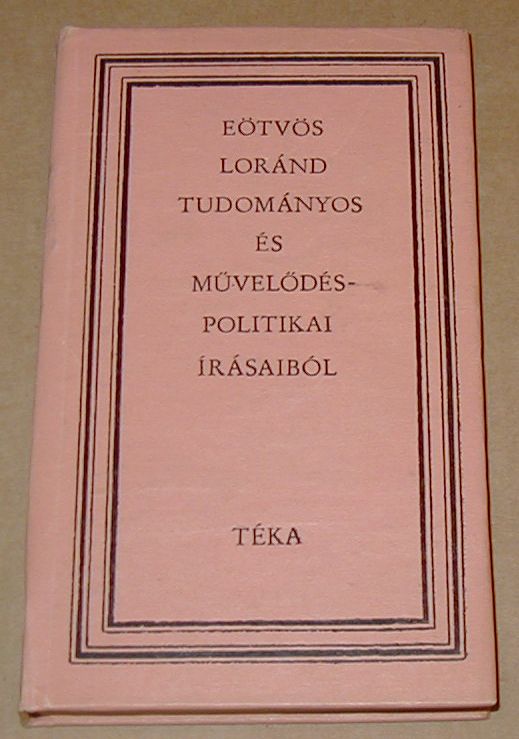 EÖTVÖS
LORÁND
TUDOMÁNYOS
ÉS
MŰVELŐDÉS-
POLITIKAI
ÍRÁSAIBÓL
TÉKA